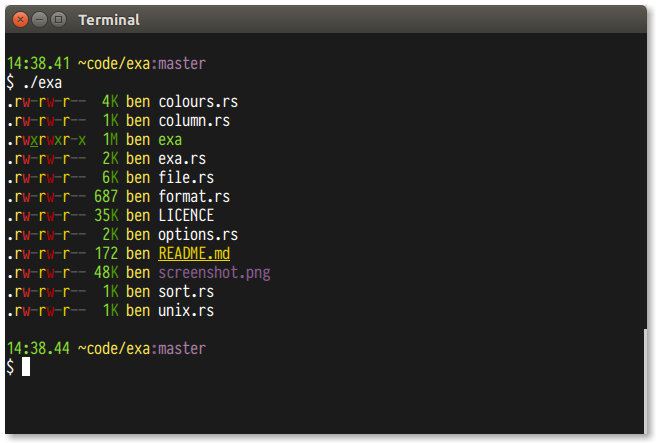 Terminal
14:38.41 ~code/exa:master
$ ./exa
.rw-rw-r-- 4K ben colours.rs
.rw-rw-r-- 1K ben column.rs
.rwxrwxr-x 1M ben exa
.rw-rw-r-- 2K ben exa.rs
.rw-rw-r-- 6K ben file.rs
.rw-rw-r-- 687 ben format.rs
.rw-rw-r-- 35K ben LICENCE
.rw-rw-r-- 2K ben options.rs
.rw-rw-r-- 172 ben README.md
.rw-rw-r-- 48K ben screenshot.png
.rw-rw-r-- 1K ben sort.rs
.rw-rw-r-- 1K ben unix.rs
14:38.44 ~code/exa:master
$